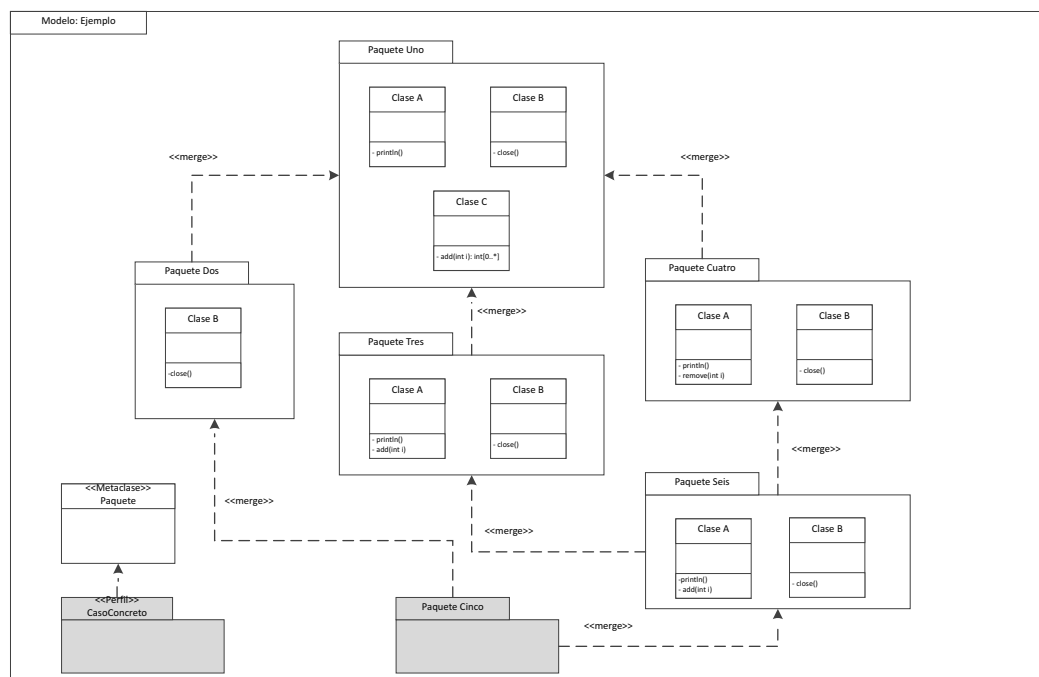 Modelo: Ejemplo
Paquete Uno
Clase A
- println()
Clase B
- close()
Clase C
- add(int i): int[0..*]
<<merge>>
<<merge>>
<<merge>>
Paquete Dos
Clase B
-close()
Paquete Tres
Clase A
- println()
- add(int i)
Clase B
- close()
Paquete Cuatro
Clase A
- println()
- remove(int i)
Clase B
- close()
<<merge>>
<<merge>>
<<merge>>
Paquete Seis
Clase A
-println()
- add(int i)
Clase B
- close()
<<Metaclase>>
Paquete
<<Perfil>>
CasoConcreto
Paquete Cinco
<<merge>>